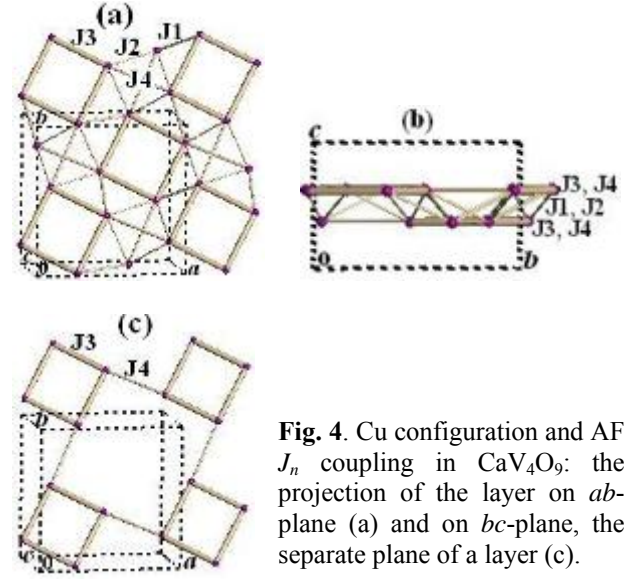 (a)
J3
J2
J1
J4
b
c
o
a
(b)
c
J3, J4
J1, J2
J3, J4
o
b
(c)
J3
J4
b
c
o
a
Fig. 4. Cu configuration and AF
Jn coupling in CaV4O9: the
projection of the layer on ab-
plane (a) and on bc-plane, the
separate plane of a layer (c).